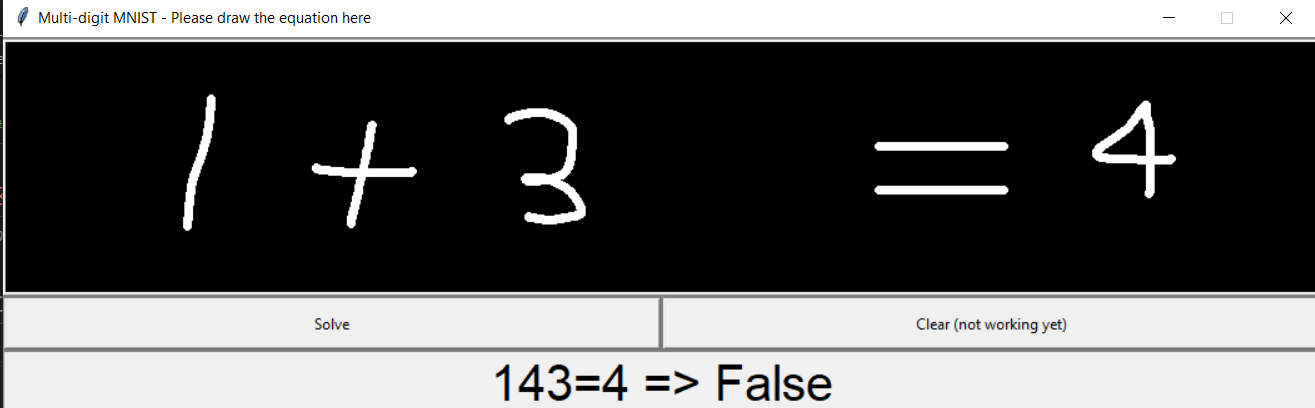 Multi-digit MNIST - Please draw the equation here
1 + 3 = 4
Solve
Clear (not working yet)
143=4 => False